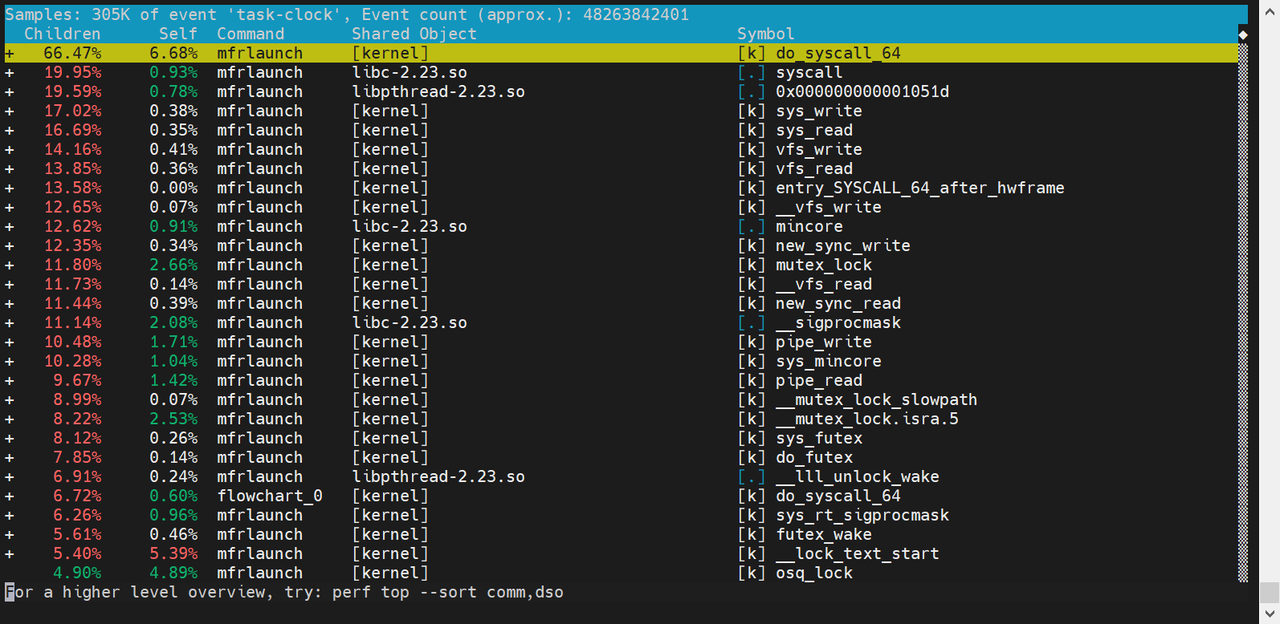 Samples: 305K of event 'task-clock', Event count (approx.): 48263842401
Children Self Command Shared Object Symbol
+ 66.47% 6.68% mfrlaunch [kernel] [k] do_syscall_64
+ 19.95% 0.93% mfrlaunch libc-2.23.so [.] syscall
+ 19.59% 0.78% mfrlaunch libpthread-2.23.so [.] 0x000000000001051d
+ 17.02% 0.38% mfrlaunch [kernel] [k] sys_write
+ 16.69% 0.35% mfrlaunch [kernel] [k] sys_read
+ 14.16% 0.41% mfrlaunch [kernel] [k] vfs_write
+ 13.85% 0.36% mfrlaunch [kernel] [k] vfs_read
+ 13.58% 0.00% mfrlaunch [kernel] [k] entry_SYSCALL_64_after_hwframe
+ 12.65% 0.07% mfrlaunch [kernel] [k] __vfs_write
+ 12.62% 0.91% mfrlaunch libc-2.23.so [.] mincore
+ 12.35% 0.34% mfrlaunch [kernel] [k] new_sync_write
+ 11.80% 2.66% mfrlaunch [kernel] [k] mutex_lock
+ 11.73% 0.14% mfrlaunch [kernel] [k] __vfs_read
+ 11.44% 0.39% mfrlaunch [kernel] [k] new_sync_read
+ 11.14% 2.08% mfrlaunch libc-2.23.so [.] __sigprocmask
+ 10.48% 1.71% mfrlaunch [kernel] [k] pipe_write
+ 10.28% 1.04% mfrlaunch [kernel] [k] sys_mincore
+ 9.67% 1.42% mfrlaunch [kernel] [k] pipe_read
+ 8.99% 0.07% mfrlaunch [kernel] [k] __mutex_lock_slowpath
+ 8.22% 2.53% mfrlaunch [kernel] [k] __mutex_lock.isra.5
+ 8.12% 0.26% mfrlaunch [kernel] [k] sys_futex
+ 7.85% 0.14% mfrlaunch [kernel] [k] do_futex
+ 6.91% 0.24% mfrlaunch libpthread-2.23.so [.] __lll_unlock_wake
+ 6.72% 0.60% flowchart_0 [kernel] [k] do_syscall_64
+ 6.26% 0.96% mfrlaunch [kernel] [k] sys_rt_sigprocmask
+ 5.61% 0.46% mfrlaunch [kernel] [k] futex_wake
+ 5.40% 5.39% mfrlaunch [kernel] [k] __lock_text_start
4.90% 4.89% mfrlaunch [kernel] [k] osq_lock
For a higher level overview, try: perf top --sort comm,dso